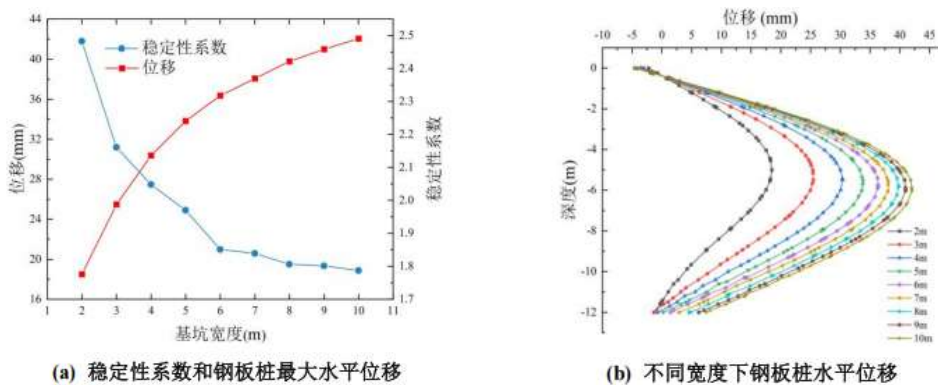 44
40
36
32
28
24
20
16
位移(mm)
稳定性系数
位移
2.5
2.4
2.3
2.2
2.1
2.0
1.9
1.8
1.7
稳定性系数
2 3 4 5 6 7 8 9 10
基坑宽度(m)
(a) 稳定性系数和钢板桩最大水平位移
位移 (mm)
-10 -5 0 5 10 15 20 25 30 35 40 45
0
-2
-4
-6
-8
-10
-12
深度(m)
2m
3m
4m
5m
6m
7m
8m
9m
10m
(b) 不同宽度下钢板桩水平位移